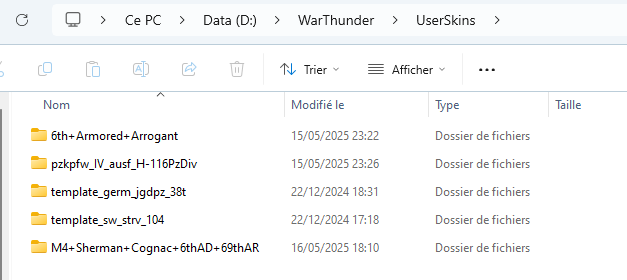 Ce PC > Data (D:) > WarThunder > UserSkins >
Trier Afficher ...
Nom Modifié le Type Taille
6th+Armored+Arrogant 15/05/2025 23:22 Dossier de fichiers
pzkpfw_IV_ausf_H-116PzDiv 15/05/2025 23:26 Dossier de fichiers
template_germ_jgdpz_38t 22/12/2024 18:31 Dossier de fichiers
template_sw_strv_104 22/12/2024 17:18 Dossier de fichiers
M4+Sherman+Cognac+6thAD+69thAR 16/05/2025 18:10 Dossier de fichiers